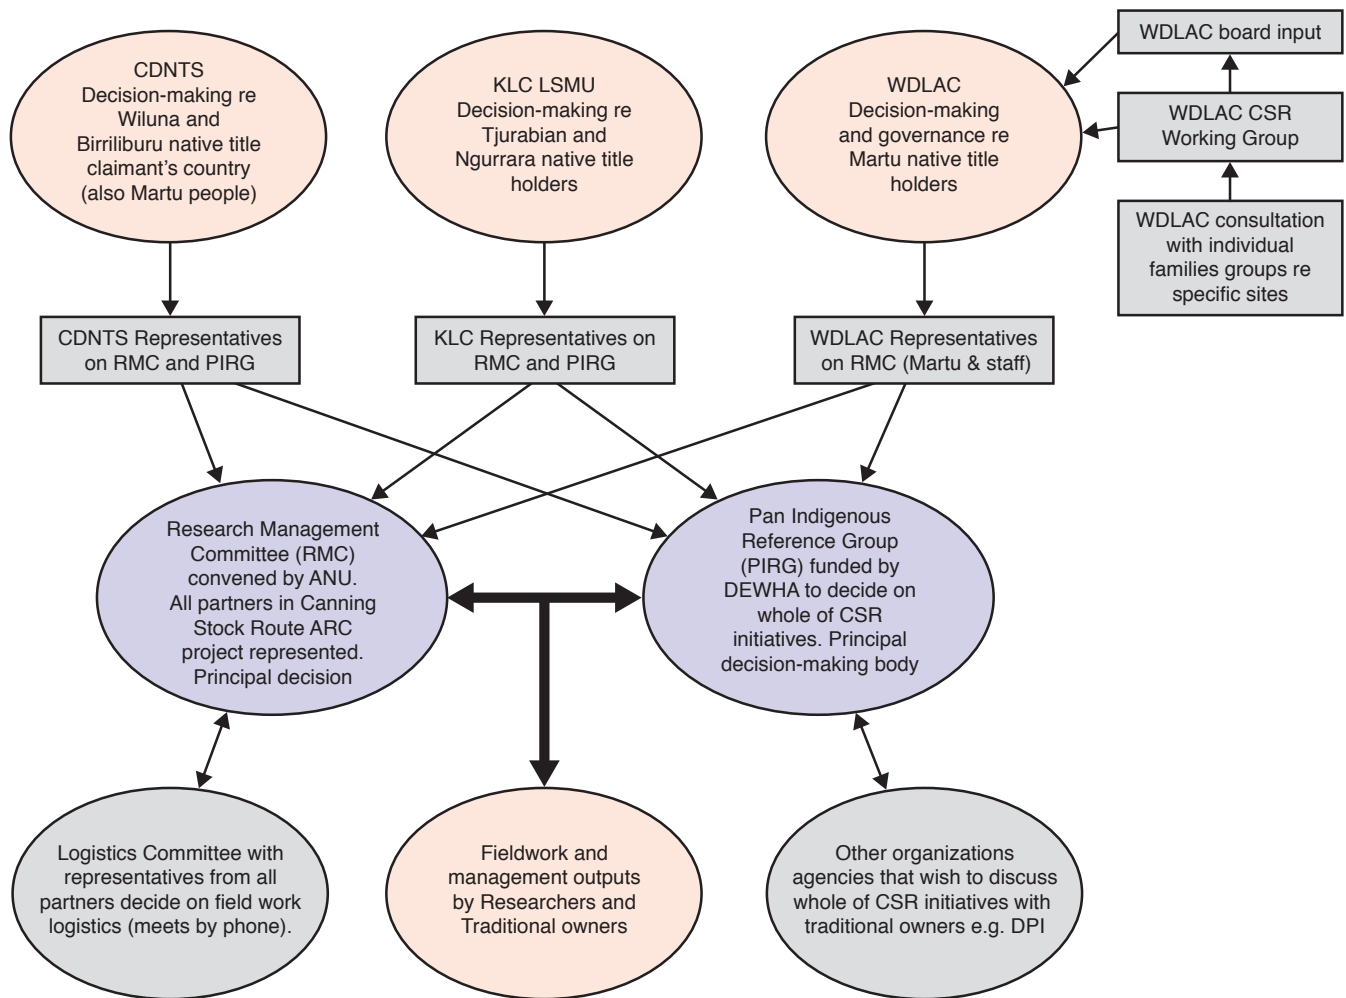 CDNTS
Decision-making re
Wiluna and
Birriliburu native title
claimant's country
(also Martu people)
KLC LSMU
Decision-making re
Tjurabian and
Ngurrara native title
holders
WDLAC
Decision-making
and governance re
Martu native title
holders
WDLAC board input
WDLAC CSR
Working Group
WDLAC consultation
with individual
families groups re
specific sites
CDNTS Representatives
on RMC and PIRG
KLC Representatives on
RMC and PIRG
WDLAC Representatives
on RMC (Martu & staff)
Research Management
Committee (RMC)
convened by ANU.
All partners in Canning
Stock Route ARC
project represented.
Principal decision
Pan Indigenous
Reference Group
(PIRG) funded by
DEWHA to decide on
whole of CSR
initiatives. Principal
decision-making body
Logistics Committee with
representatives from all
partners decide on field work
logistics (meets by phone).
Fieldwork and
management outputs
by Researchers and
Traditional owners
Other organizations
agencies that wish to discuss
whole of CSR initiatives with
traditional owners e.g. DPI